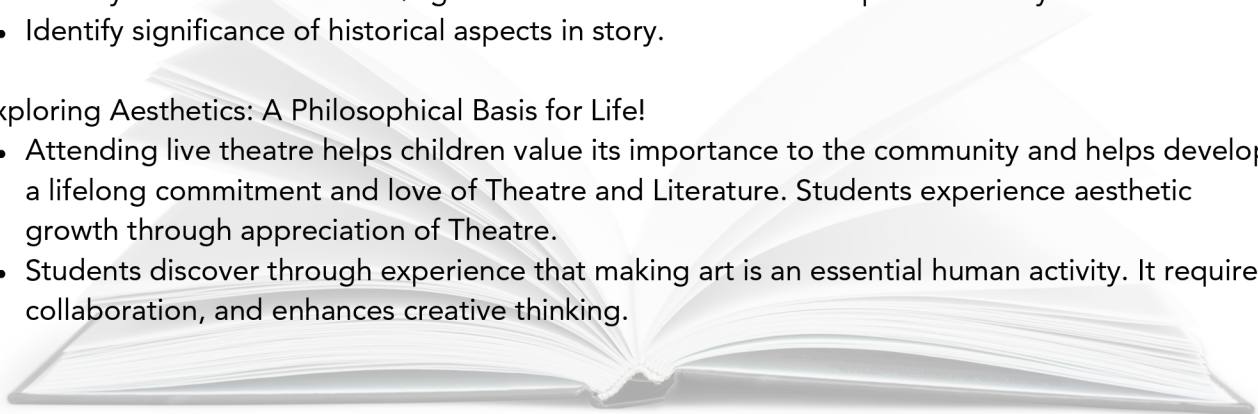 • Identify significance of historical aspects in story.
xploring Aesthetics: A Philosophical Basis for Life!
• Attending live theatre helps children value its importance to the community and helps develop
a lifelong commitment and love of Theatre and Literature. Students experience aesthetic
growth through appreciation of Theatre.
• Students discover through experience that making art is an essential human activity. It require
collaboration, and enhances creative thinking.